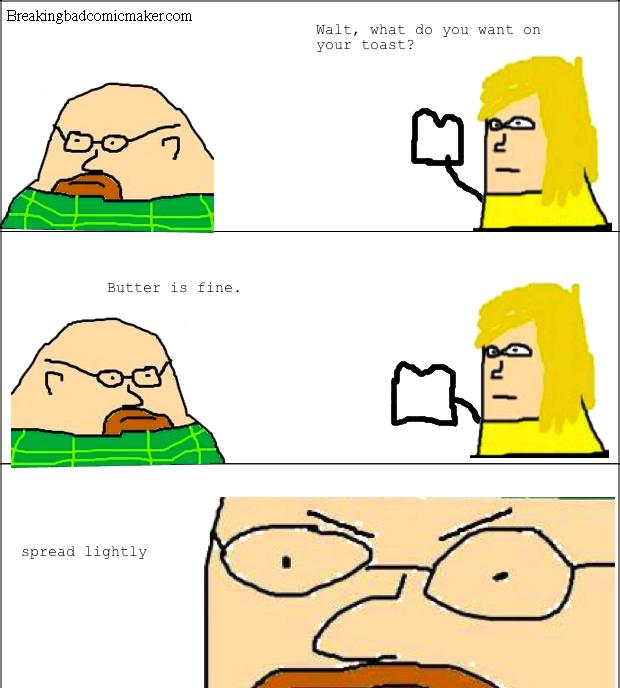 Breakingbadcomicmaker.com
Walt, what do you want on
your toast?
Butter is fine.
spread lightly